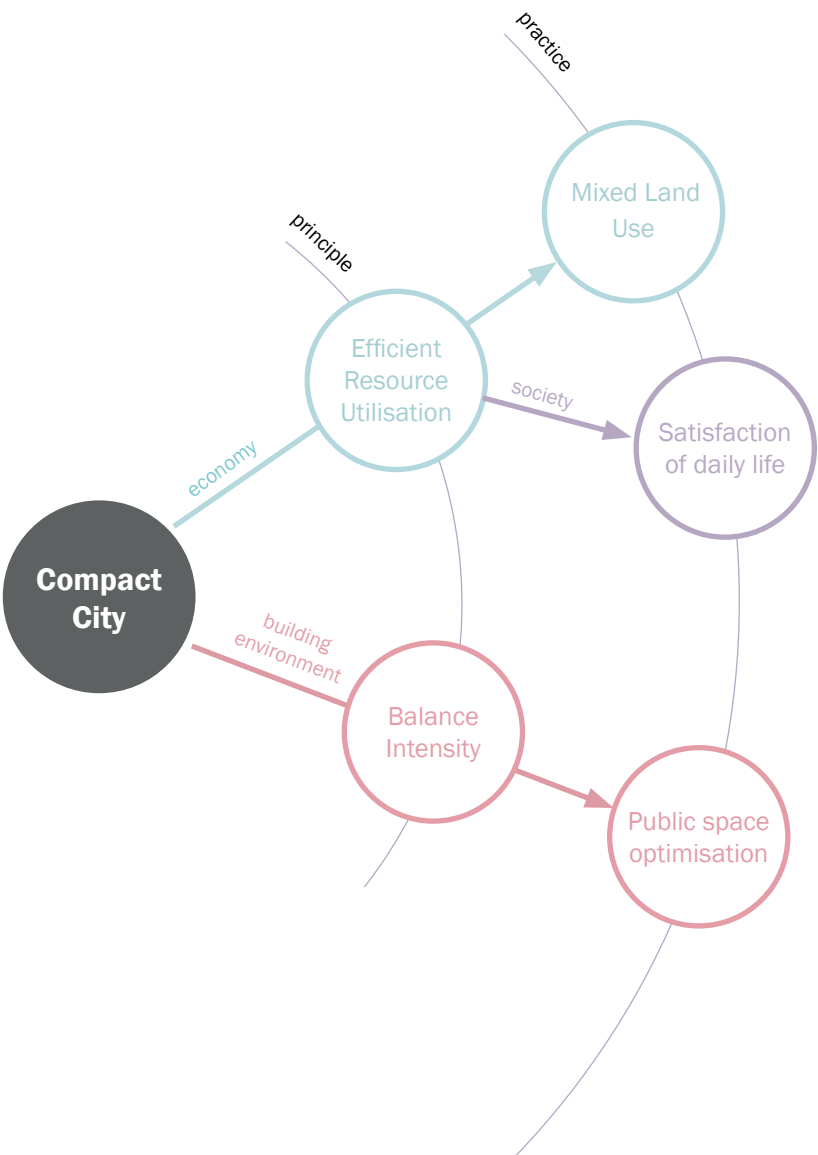 practice
Mixed Land
Use
principle
Efficient
Resource
Utilisation
society
Satisfaction
of daily life
economy
Compact
City
building
environment
Balance
Intensity
Public space
optimisation